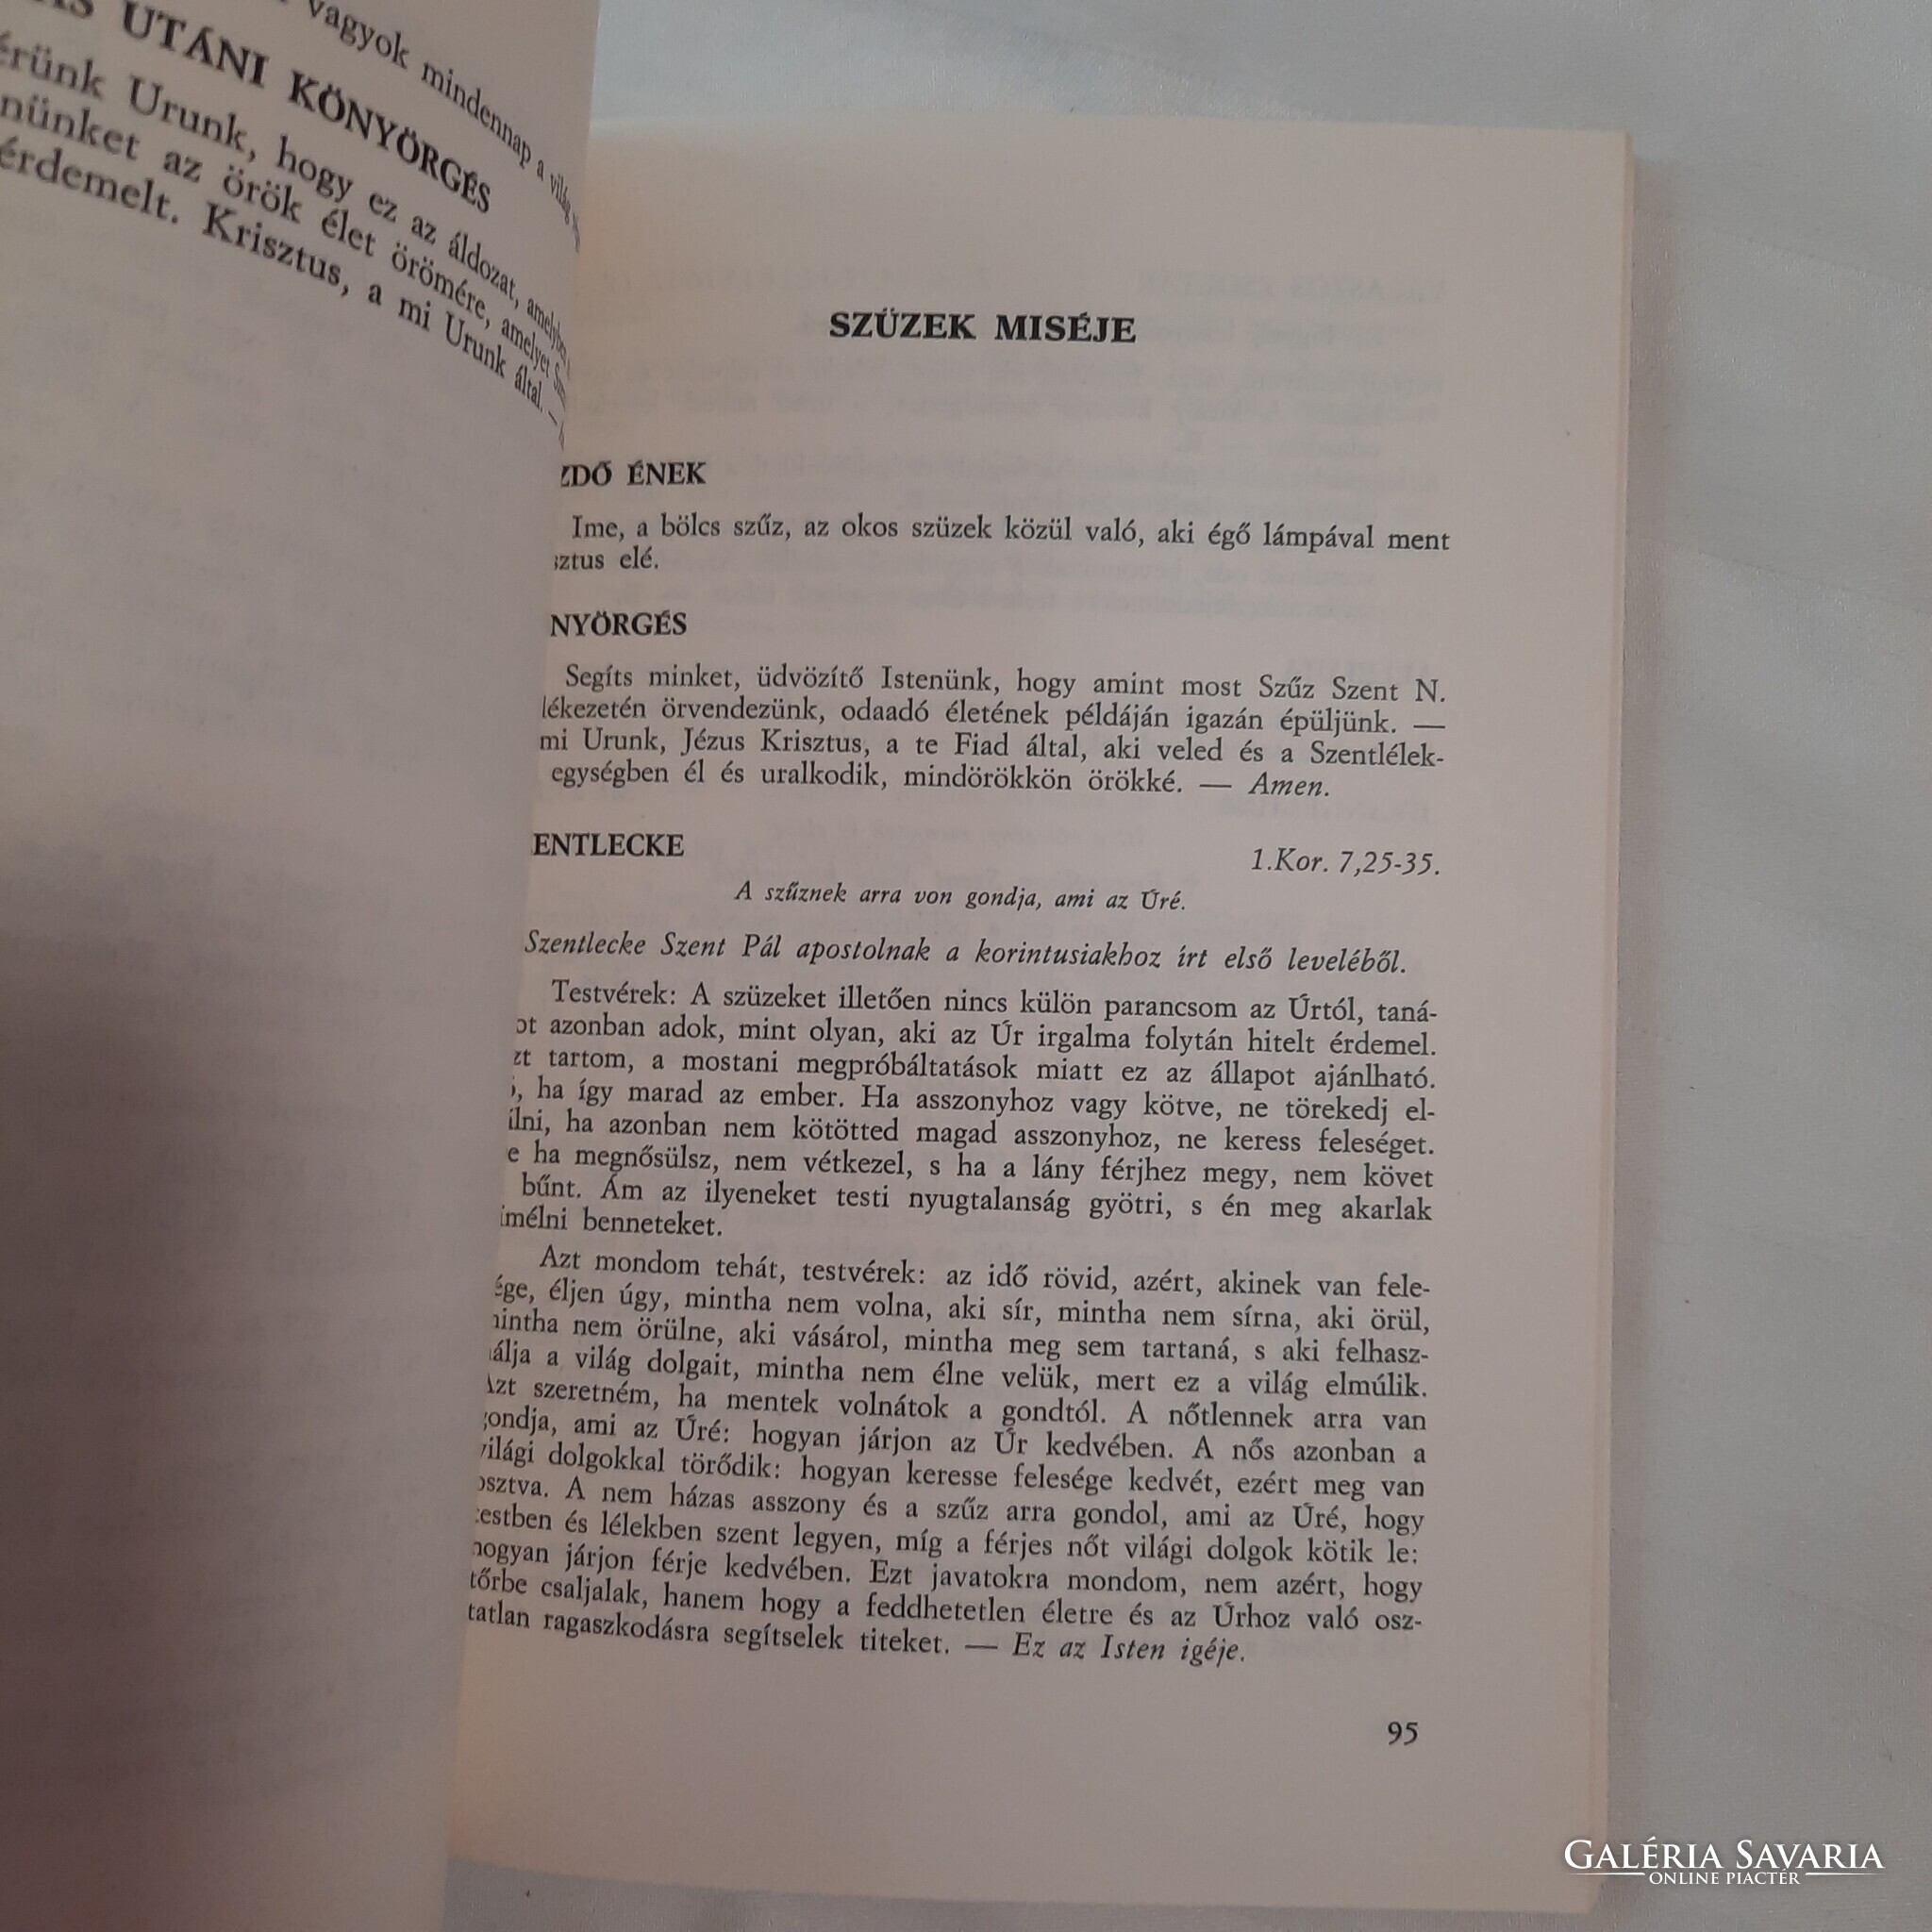 vagyok mindennap a világ
UTÁNI KÖNYÖRGÉS
Urunk, hogy ez az áldozat,
az örök élet örömére, amelyet
érdemelt. Krisztus, a mi Urunk által. —
SZÜZEK MISÉJE
ZDŐ ÉNEK
Ime, a bölcs szűz, az okos szüzek közül való, aki égő lámpával ment
sztus elé.
NYÖRGÉS
Segíts minket, üdvözítő Istenünk, hogy amint most Szűz Szent N.
lékezetén örvendezünk, odaadó életének példáján igazán épüljünk. —
mi Urunk, Jézus Krisztus, a te Fiad által, aki veled és a Szentlélek-
egységben él és uralkodik, mindörökkön örökké. — Amen.
ENTLECKE
1.Kor. 7,25-35.
A szűznek arra von gondja, ami az Úré.
Szentlecke Szent Pál apostolnak a korintusiakhoz írt első leveléből.
Testvérek: A szüzeket illetően nincs külön parancsom az Úrtól, taná-
ot azonban adok, mint olyan, aki az Úr irgalma folytán hitelt érdemel.
zt tartom, a mostani megpróbáltatások miatt ez az állapot ajánlható.
ó, ha így marad az ember. Ha asszonyhoz vagy kötve, ne törekedj el-
ílni, ha azonban nem kötötted magad asszonyhoz, ne keress feleséget.
e ha megnősülsz, nem vétkezel, s ha a lány férjhez megy, nem követ
bűnt. Ám az ilyeneket testi nyugtalanság gyötri, s én meg akarlak
ímélni benneteket.
Azt mondom tehát, testvérek: az idő rövid, azért, akinek van fele-
ége, éljen úgy, mintha nem volna, aki sír, mintha nem sírna, aki örül,
mintha nem örülne, aki vásárol, mintha meg sem tartaná, s aki felhasz-
nálja a világ dolgait, mintha nem élne velük, mert ez a világ elmúlik.
Azt szeretném, ha mentek volnátok a gondtól. A nőtlennek arra van
gondja, ami az Úré: hogyan járjon az Úr kedvében. A nős azonban a
világi dolgokkal törődik: hogyan keresse felesége kedvét, ezért meg van
osztva. A nem házas asszony és a szűz arra gondol, ami az Úré, hogy
testben és lélekben szent legyen, míg a férjes nőt világi dolgok kötik le:
hogyan járjon férje kedvében. Ezt javatokra mondom, nem azért, hogy
tőrbe csaljalak, hanem hogy a feddhetetlen életre és az Úrhoz való osz-
tatlan ragaszkodásra segítselek titeket. — Ez az Isten igéje.
95
GALÉRIA SAVARIA
ONLINE PIACTÉR